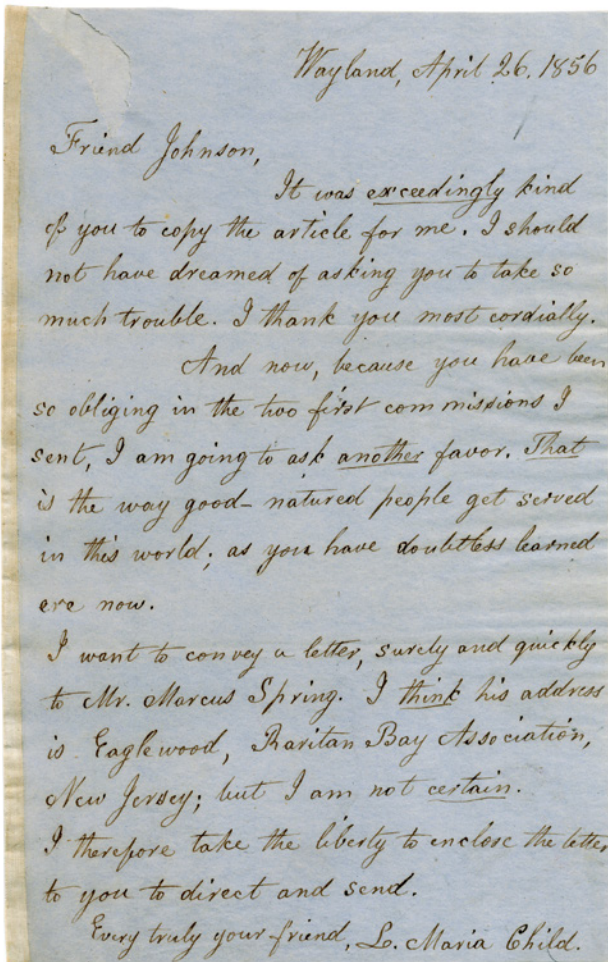 Wayland, April 26. 1856
Friend Johnson,
It was exceedingly kind
of you to copy the article for me. I should
not have dreamed of asking you to take so
much trouble. I thank you most cordially.
And now, because you have been
so obliging in the two first commissions I
sent, I am going to ask another favor. That
is the way good-natured people get served
in this world; as you have doubtless learned
ere now.
I want to convey a letter, surely and quickly
to Mr. Marcus Spring. I think his address
is Eaglewood, Raritan Bay Association,
New Jersey; but I am not certain.
I therefore take the liberty to enclose the letter
to you to direct and send.
Every truly your friend, L. Maria Child.